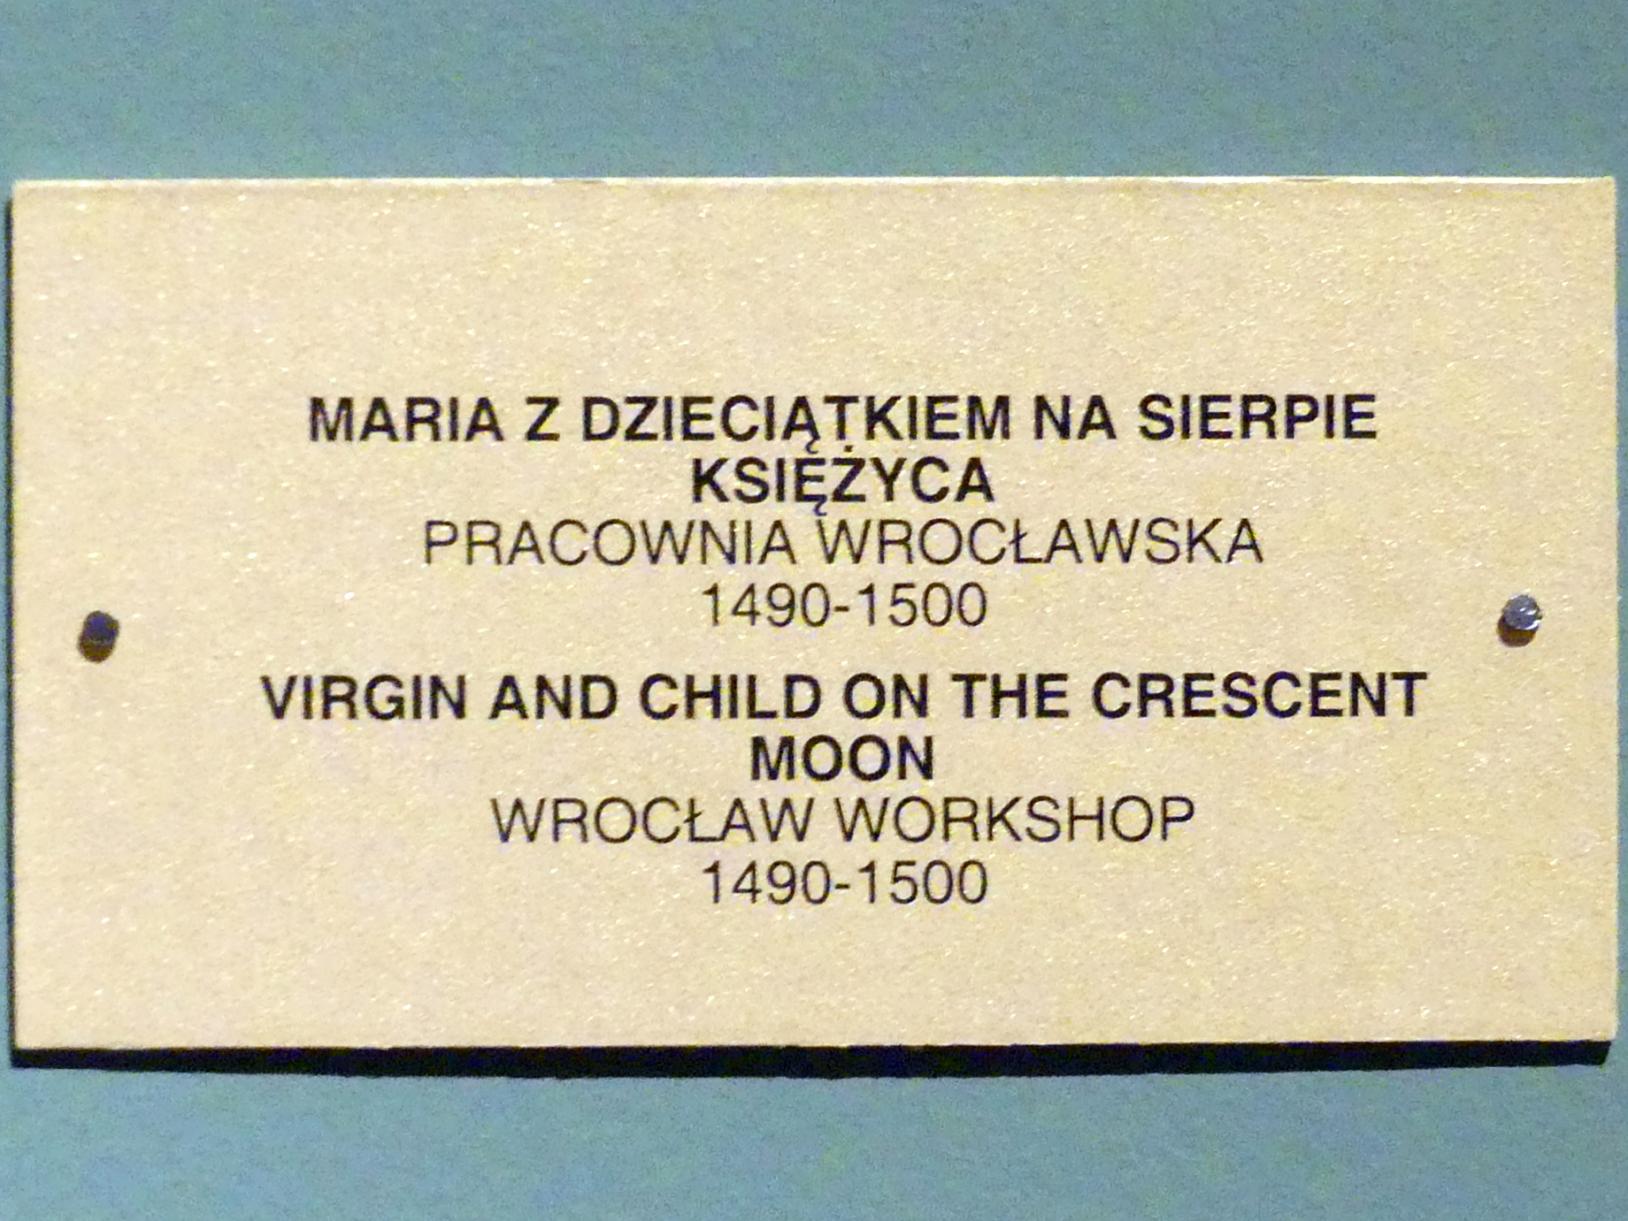 MARIA Z DZIECIĄTKIEM NA SIERPIE
KSIĘŻYCA
PRACOWNIA WROCŁAWSKA
1490-1500
VIRGIN AND CHILD ON THE CRESCENT
MOON
WROCŁAW WORKSHOP
1490-1500